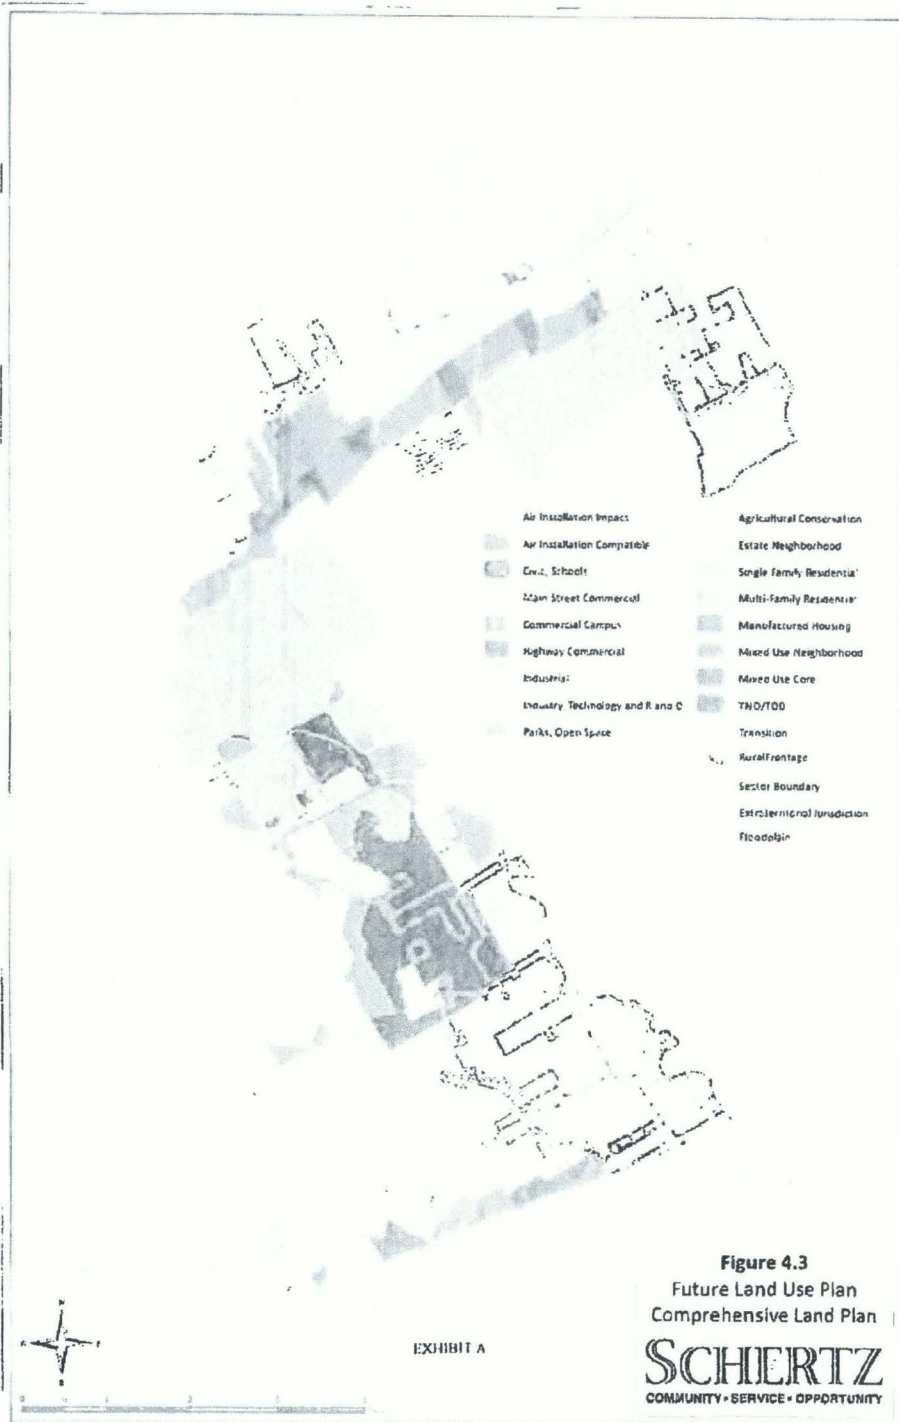 Air Installation Impact
Air Installation Compatible
Civic, Schools
Main Street Commercial
Commercial Campus
Highway Commercial
Industrial
Industry, Technology and R and D
Parks, Open Space
Agricultural Conservation
Estate Neighborhood
Single Family Residential
Multi-Family Residential
Manufactured Housing
Mixed Use Neighborhood
Mixed Use Core
TND/TOD
Transition
RuralFrontage
Sector Boundary
Extraterritorial Jurisdiction
Floodplain
Figure 4.3
Future Land Use Plan
Comprehensive Land Plan
SCHERTZ
COMMUNITY • SERVICE • OPPORTUNITY
EXHIBIT A